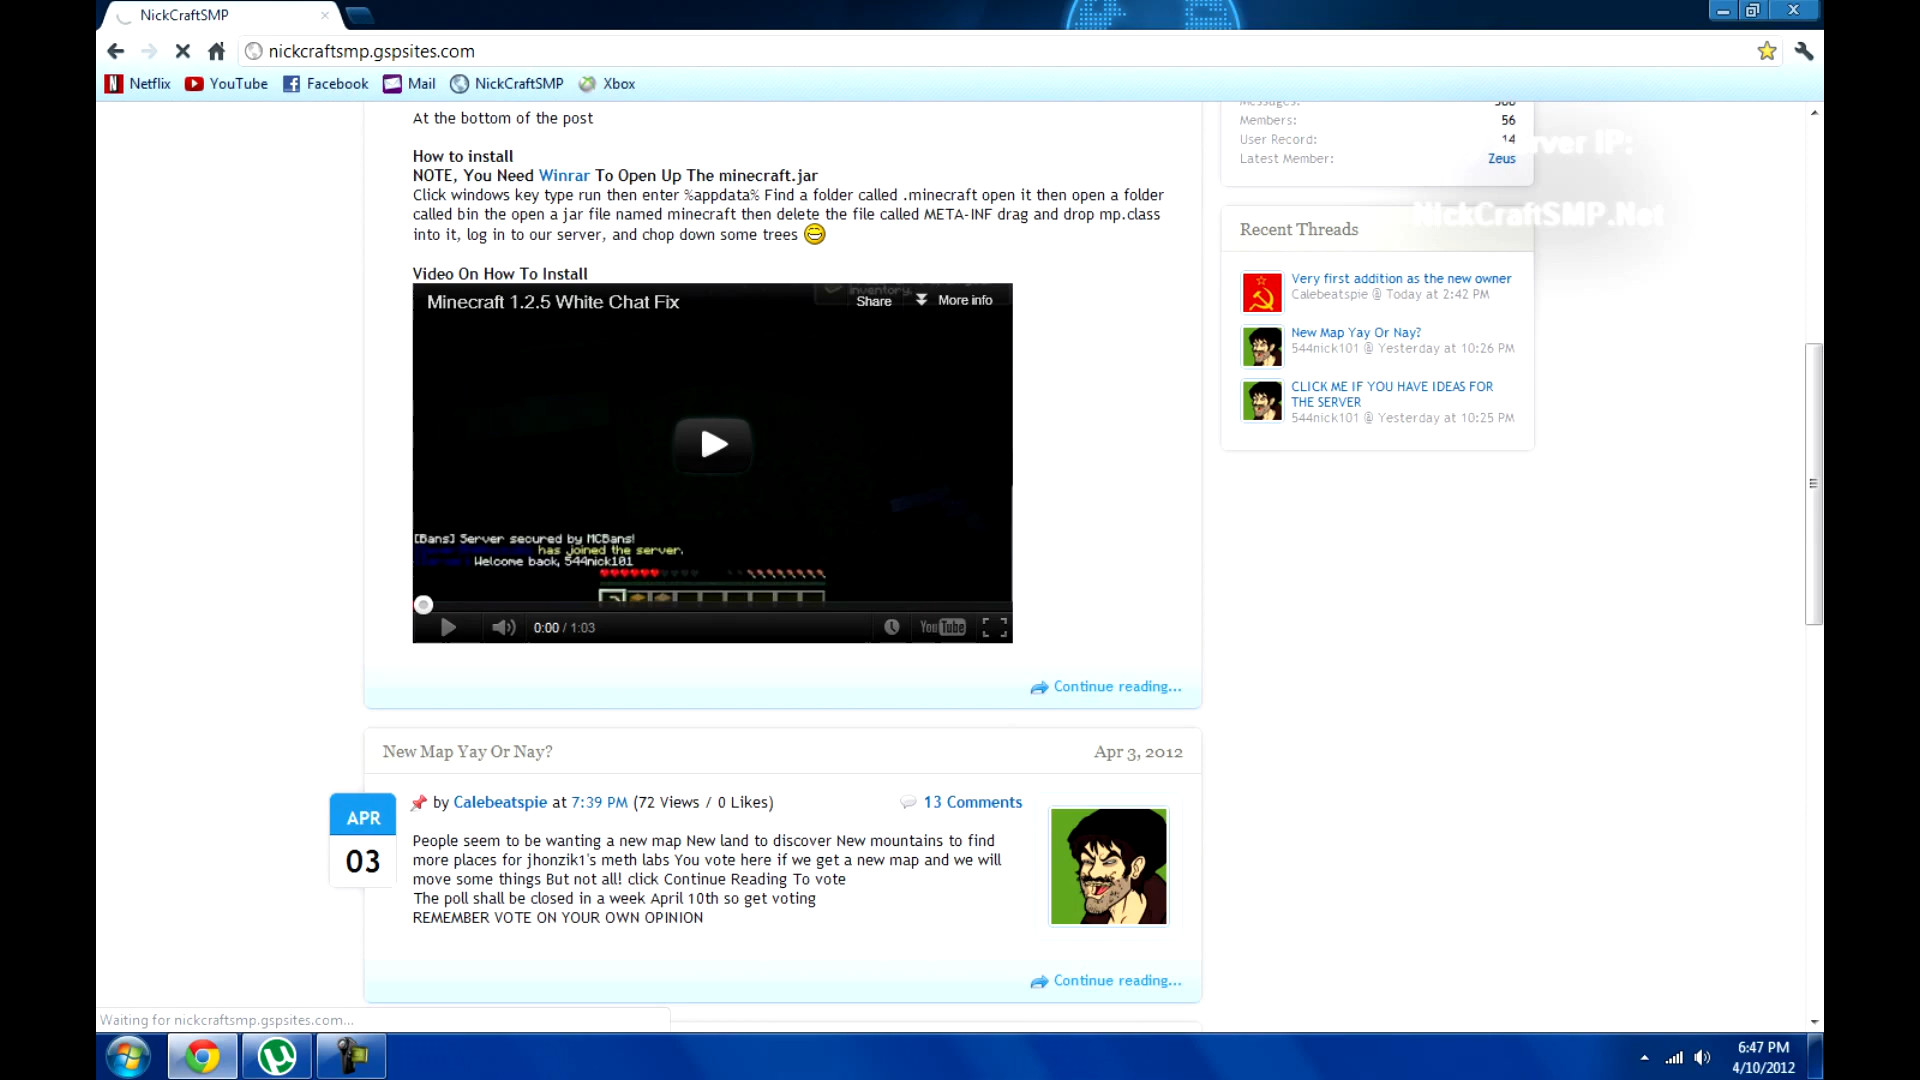 NickCraftSMP
nickcraftsmp.gspsites.com
Netflix YouTube Facebook Mail NickCraftSMP Xbox
At the bottom of the post
How to install
NOTE, You Need Winrar To Open Up The minecraft.jar
Click windows key type run then enter %appdata% Find a folder called .minecraft open it then open a folder
called bin the open a jar file named minecraft then delete the file called META-INF drag and drop mp.class
into it, log in to our server, and chop down some trees
Video On How To Install
Minecraft 1.2.5 White Chat Fix
inventory.
Share More info
[Bans] Server secured by MCBans!
has joined the server.
Welcome back, 544nick101
0:00 / 1:03
YouTube
Continue reading...
New Map Yay Or Nay? Apr 3, 2012
APR
03
by Calebeatspie at 7:39 PM (72 Views / 0 Likes) 13 Comments
People seem to be wanting a new map New land to discover New mountains to find
more places for jhonzik1's meth labs You vote here if we get a new map and we will
move some things But not all! click Continue Reading To vote
The poll shall be closed in a week April 10th so get voting
REMEMBER VOTE ON YOUR OWN OPINION
Continue reading...
Messages:
Members: 56
User Record: 14
Latest Member: Zeus
IP:
NickCraftSMP.Net
Recent Threads
Very first addition as the new owner
Calebeatspie @ Today at 2:42 PM
New Map Yay Or Nay?
544nick101 @ Yesterday at 10:26 PM
CLICK ME IF YOU HAVE IDEAS FOR
THE SERVER
544nick101 @ Yesterday at 10:25 PM
Waiting for nickcraftsmp.gspsites.com...
6:47 PM
4/10/2012